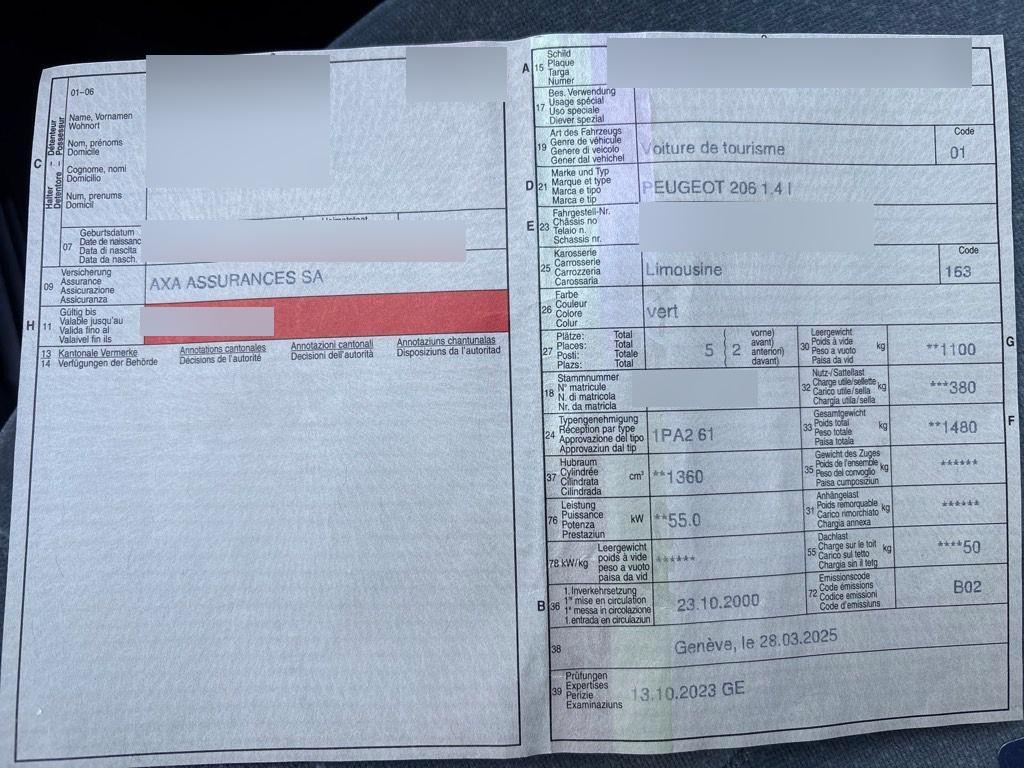 01-06
Halter
Detentore
Détenteur
Possessur
C
Name, Vornamen
Wohnort
Nom, prénoms
Domicile
Cognome, nomi
Domicilio
Num, prenums
Domicil
07
Geburtsdatum
Date de naissanc
Data di nascita
Data da nasch.
09
Versicherung
Assurance
Assicurazione
Assicuranza
AXA ASSURANCES SA
H
11
Gültig bis
Valable jusqu'au
Valida fino al
Valaivel fin ils
13 Kantonale Vermerke Annotations cantonales Annotazioni cantonali Annotaziuns chantunalas
14 Verfügungen der Behörde Décisions de l'autorité Decisioni dell'autorità Disposiziuns da l'autoritad
A 15
Schild
Plaque
Targa
Numer
17
Bes. Verwendung
Usage spécial
Uso speciale
Diever spezial
19
Art des Fahrzeugs
Genre de véhicule
Genere di veicolo
Gener dal vehichel
Voiture de tourisme
Code
01
D 21
Marke und Typ
Marque et type
Marca e tipo
Marca e tip
PEUGEOT 206 1.4 I
E 23
Fahrgestell-Nr.
Châssis no
Telaio n.
Schassis nr.
25
Karosserie
Carrosserie
Carrozzeria
Carossaria
Limousine
Code
163
26
Farbe
Couleur
Colore
Colur
vert
27
Plätze: Total
Places: Total
Posti: Totale
Plazs: Total
5 2
vorne)
avant)
anteriori)
davant)
30
Leergewicht
Poids à vide
Peso a vuoto
Paisa da vid
kg
**1100
G
18
Stammnummer
N° matricule
N. di matricola
Nr. da matricla
32
Nutz-/Sattellast
Charge utile/sellette
Carico utile/sella
Chargia utila/sella
kg
***380
24
Typengenehmigung
Réception par type
Approvazione del tipo
Approvaziun dal tip
1PA2 61
33
Gesamtgewicht
Poids total
Peso totale
Paisa totala
kg
**1480
F
37
Hubraum
Cylindrée
Cilindrata
Cilindrada
cm³
**1360
35
Gewicht des Zuges
Poids de l'ensemble
Peso del convoglio
Paisa cumposiziun
kg
******
76
Leistung
Puissance
Potenza
Prestaziun
kW
**55.0
31
Anhängelast
Poids remorquable
Carico rimorchiato
Chargia annexa
kg
******
78 kW/kg
Leergewicht
poids à vide
peso a vuoto
paisa da vid
******
55
Dachlast
Charge sur le toit
Carico sul tetto
Chargia sin il tetg
kg
****50
B 36
1. Inverkehrsetzung
1re mise en circulation
1a messa in circolazione
1. entrada en circulaziun
23.10.2000
72
Emissionscode
Code émissions
Codice emissioni
Code d'emissiuns
B02
38
Genève, le 28.03.2025
39
Prüfungen
Expertises
Perizie
Examinaziuns
13.10.2023 GE